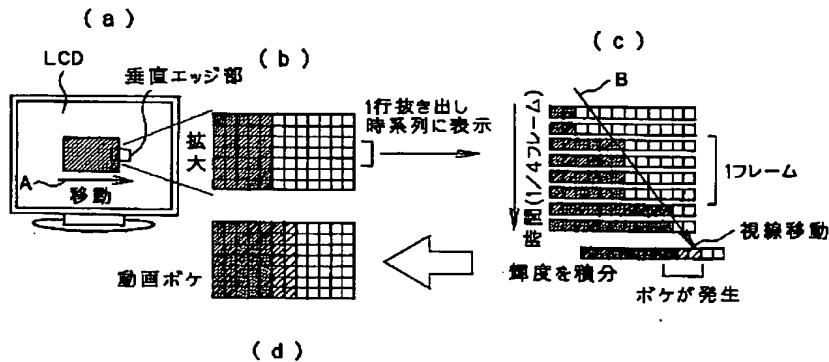 (a)
LCD
垂直エッジ部
A
移動
(b)
拡大
1行抜き出し
時系列に表示
(c)
B
時間(1/4フレーム)
1フレーム
視線移動
輝度を積分
ボケが発生
動画ボケ
(d)